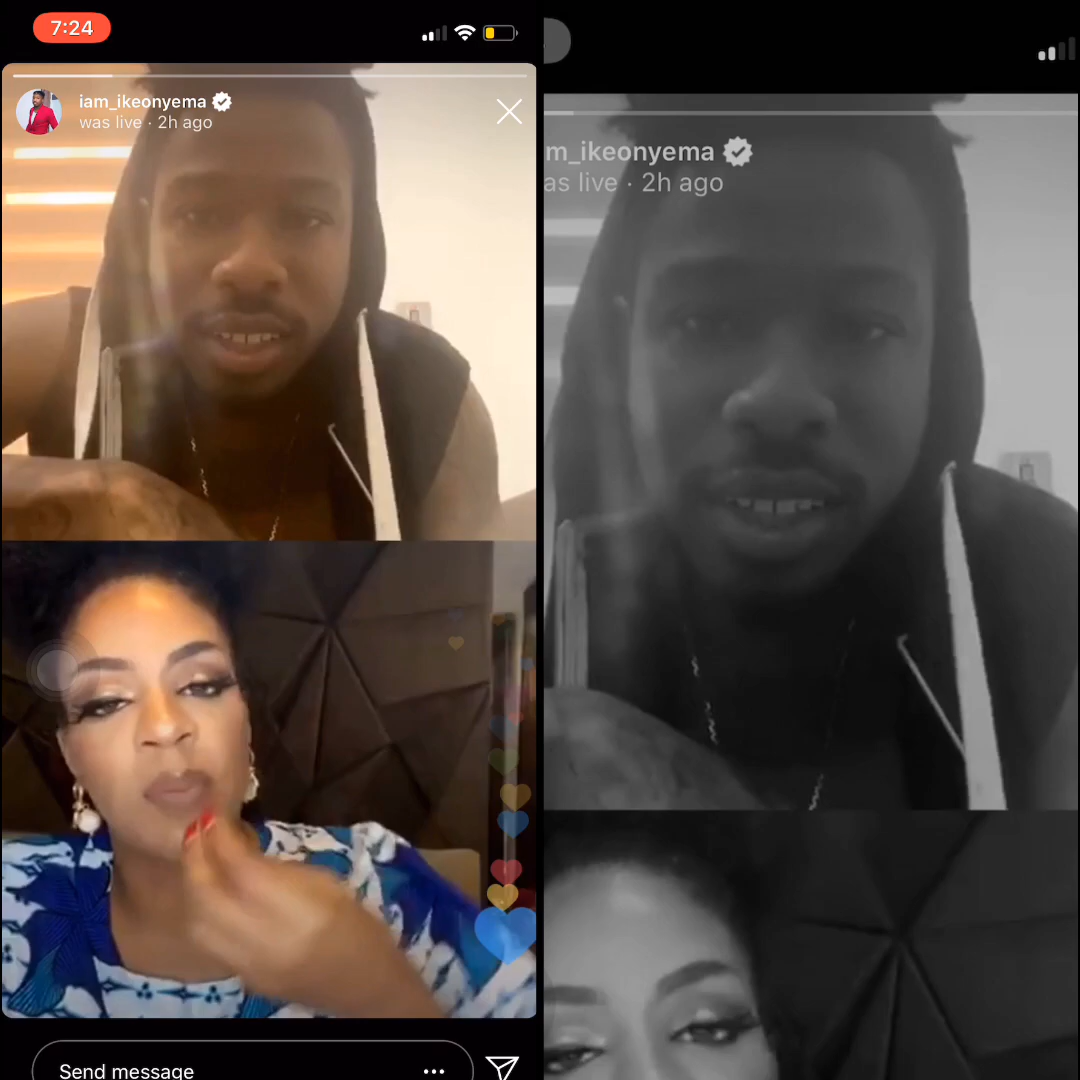 7:24
iam_ikeonyema
was live · 2h ago
Send message
m_ikeonyema
as live · 2h ago